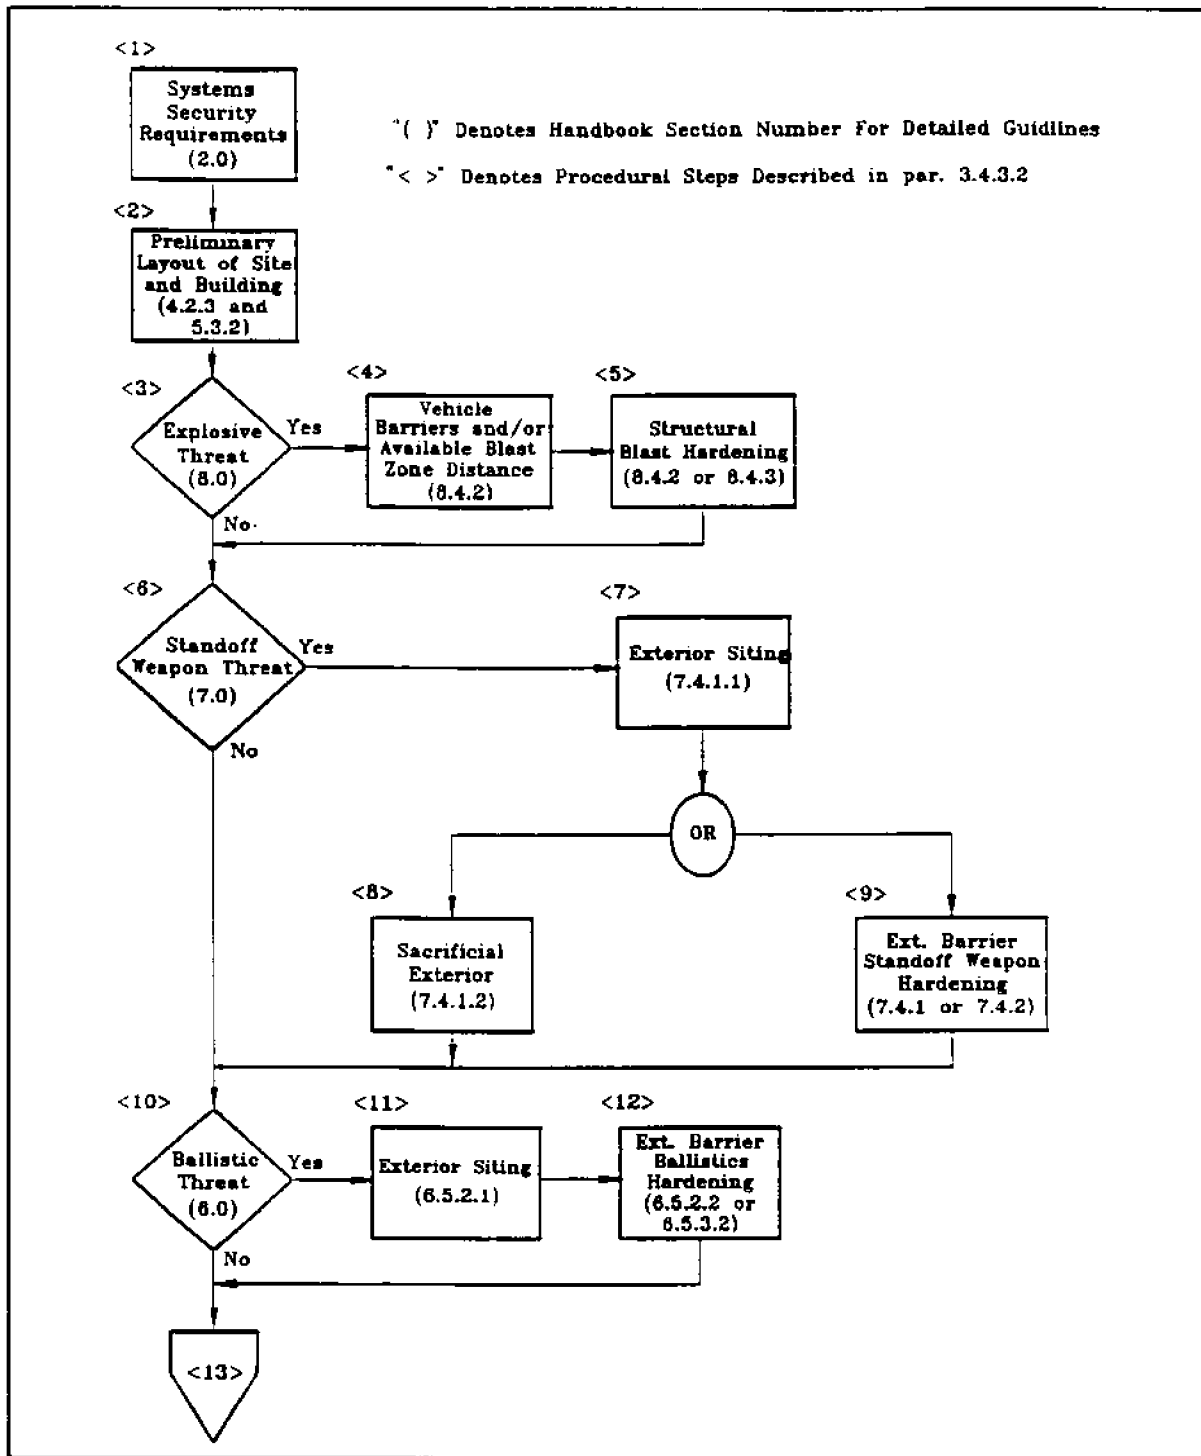 <1>
Systems
Security
Requirements
(2.0)
"( )" Denotes Handbook Section Number For Detailed Guidlines
"< >" Denotes Procedural Steps Described in par. 3.4.3.2
<2>
Preliminary
Layout of Site
and Building
(4.2.3 and
5.3.2)
<3>
Explosive
Threat
(8.0)
Yes
No
<4>
Vehicle
Barriers and/or
Available Blast
Zone Distance
(8.4.2)
<5>
Structural
Blast Hardening
(8.4.2 or 8.4.3)
<6>
Standoff
Weapon Threat
(7.0)
Yes
No
<7>
Exterior Siting
(7.4.1.1)
OR
<8>
Sacrificial
Exterior
(7.4.1.2)
<9>
Ext. Barrier
Standoff Weapon
Hardening
(7.4.1 or 7.4.2)
<10>
Ballistic
Threat
(6.0)
Yes
No
<11>
Exterior Siting
(6.5.2.1)
<12>
Ext. Barrier
Ballistics
Hardening
(6.5.2.2 or
6.5.3.2)
<13>